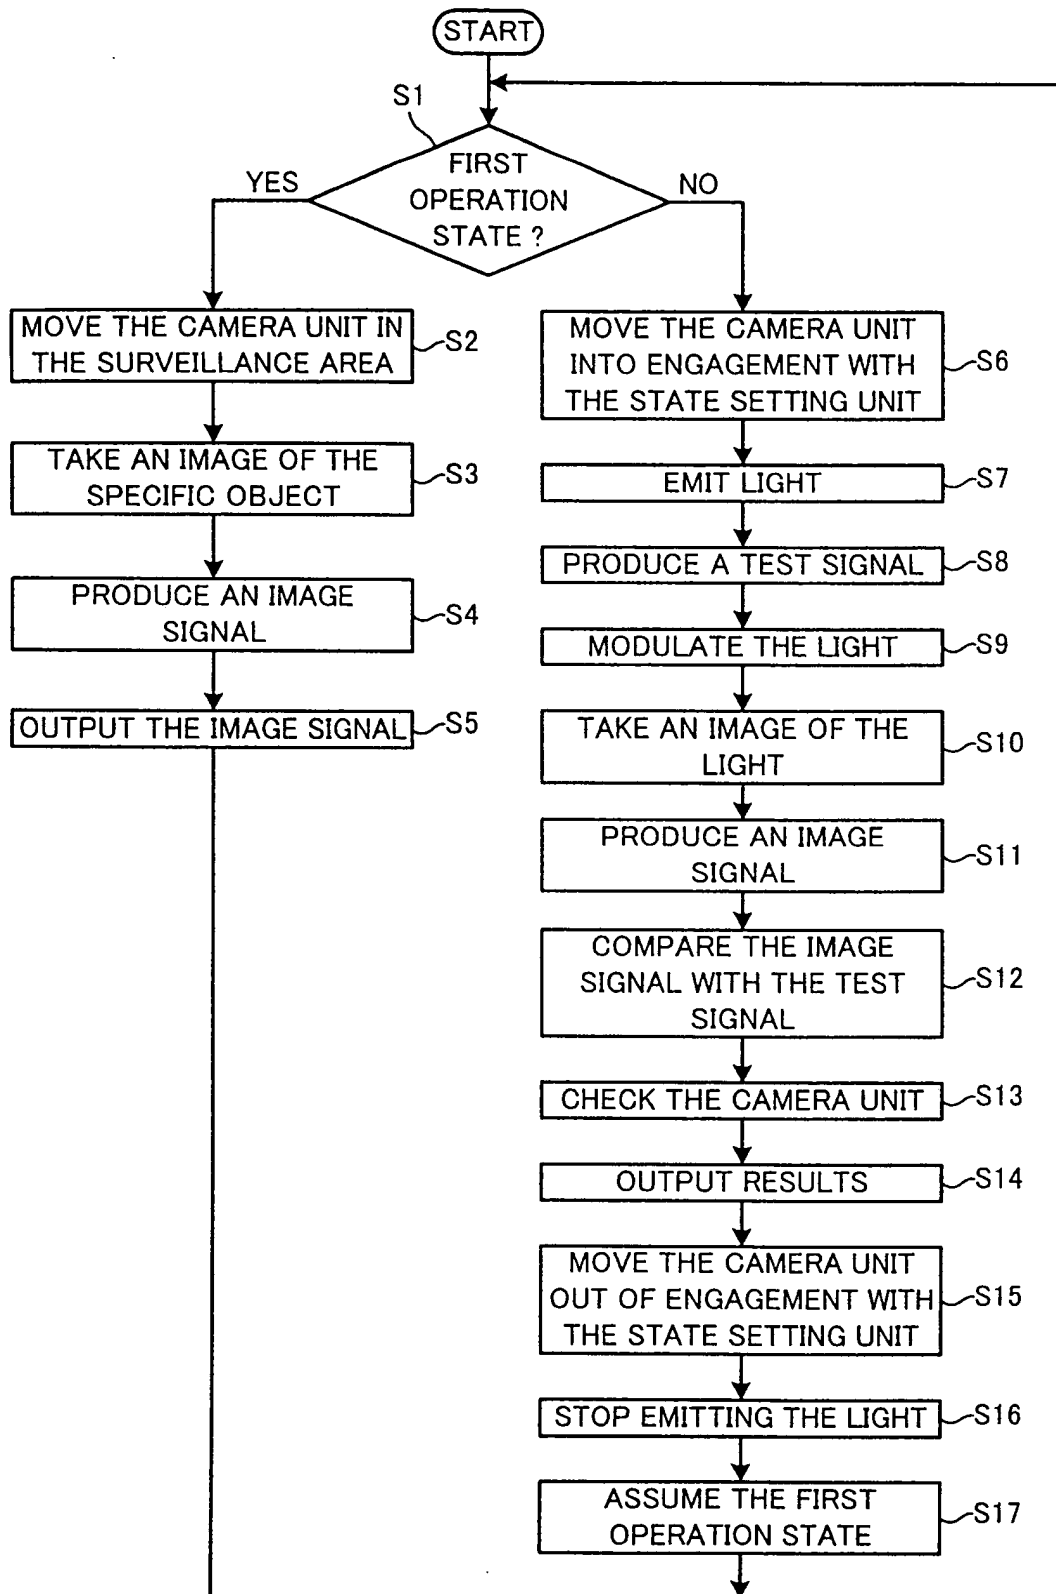 START
S1
FIRST
OPERATION
STATE ?
YES
NO
MOVE THE CAMERA UNIT IN
THE SURVEILLANCE AREA
S2
TAKE AN IMAGE OF THE
SPECIFIC OBJECT
S3
PRODUCE AN IMAGE
SIGNAL
S4
OUTPUT THE IMAGE SIGNAL
S5
MOVE THE CAMERA UNIT
INTO ENGAGEMENT WITH
THE STATE SETTING UNIT
S6
EMIT LIGHT
S7
PRODUCE A TEST SIGNAL
S8
MODULATE THE LIGHT
S9
TAKE AN IMAGE OF THE
LIGHT
S10
PRODUCE AN IMAGE
SIGNAL
S11
COMPARE THE IMAGE
SIGNAL WITH THE TEST
SIGNAL
S12
CHECK THE CAMERA UNIT
S13
OUTPUT RESULTS
S14
MOVE THE CAMERA UNIT
OUT OF ENGAGEMENT WITH
THE STATE SETTING UNIT
S15
STOP EMITTING THE LIGHT
S16
ASSUME THE FIRST
OPERATION STATE
S17